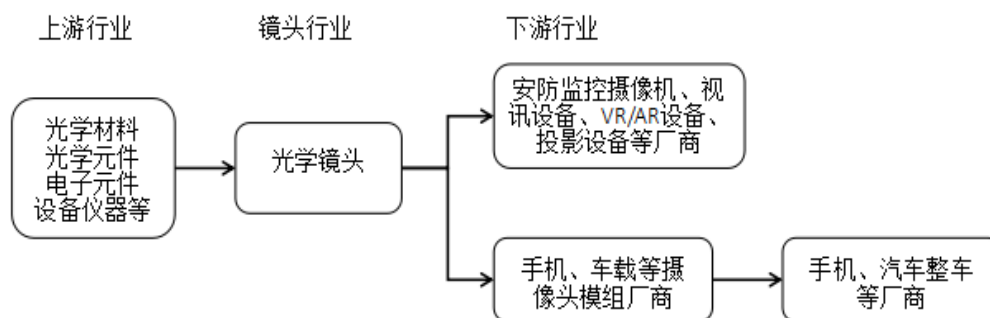 上游行业
镜头行业
下游行业
光学材料
光学元件
电子元件
设备仪器等
光学镜头
安防监控摄像机、视
讯设备、VR/AR设备、
投影设备等厂商
手机、车载等摄
像头模组厂商
手机、汽车整车
等厂商